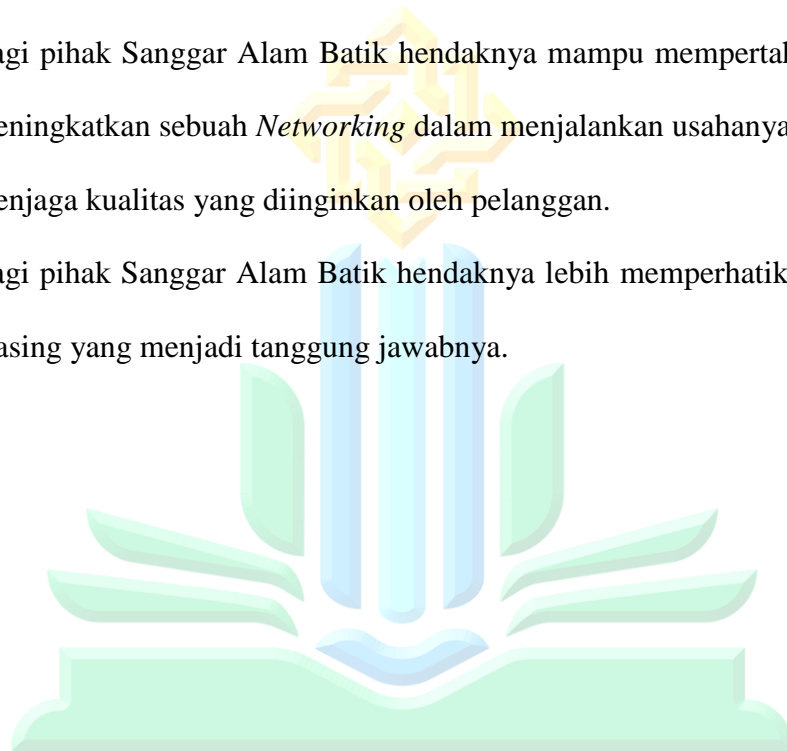 agi pihak Sanggar Alam Batik hendaknya mampu mempertah
eningkatkan sebuah Networking dalam menjalankan usahanya
enjaga kualitas yang diinginkan oleh pelanggan.
agi pihak Sanggar Alam Batik hendaknya lebih memperhatik
asing yang menjadi tanggung jawabnya.